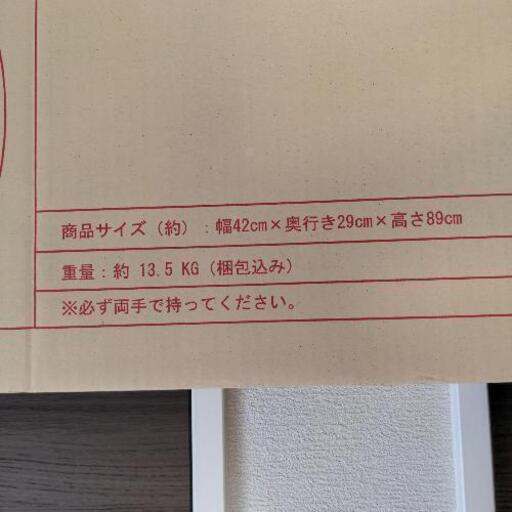 商品サイズ（約）：幅42cm×奥行き29cm×高さ89cm
重量：約 13.5 KG（梱包込み）
※必ず両手で持ってください。